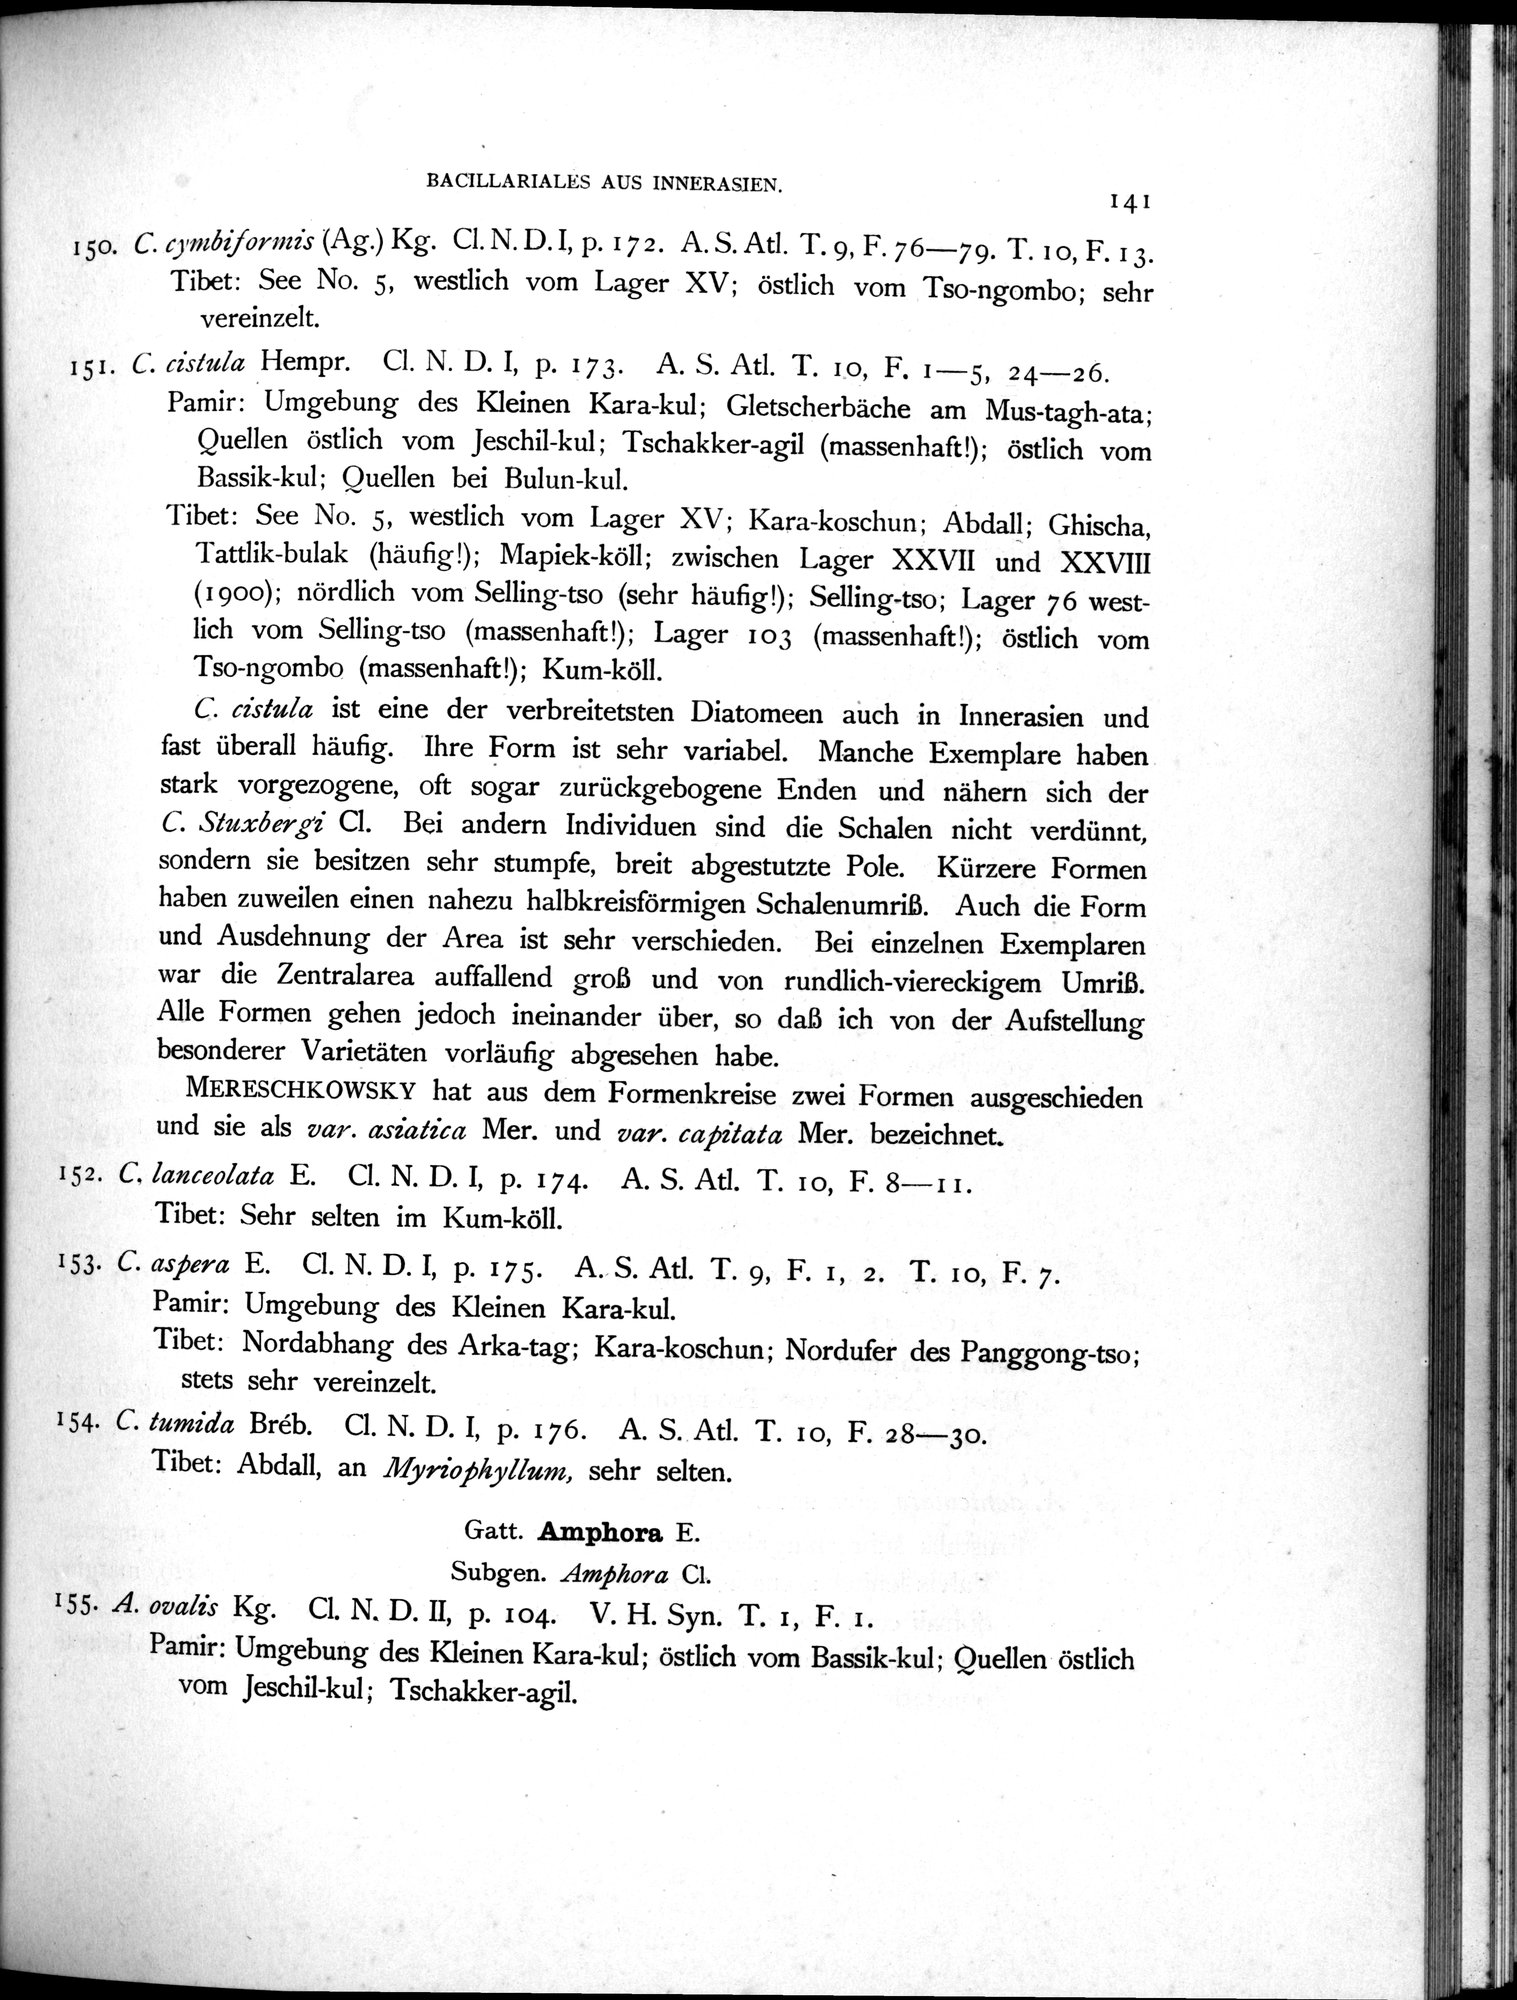 BACILLARIALES AUS INNERASIEN.
141
150. C. cymbiformis (Ag.) Kg. Cl. N. D. I, p. 172. A. S. Atl. T. 9, F. 76—79. T. 10, F. 13.
Tibet: See No. 5, westlich vom Lager XV; östlich vom Tso-ngombo; sehr
vereinzelt.
151. C. cistula Hempr. Cl. N. D. I, p. 173. A. S. Atl. T. 10, F. 1—5, 24—26.
Pamir: Umgebung des Kleinen Kara-kul; Gletscherbäche am Mus-tagh-ata;
Quellen östlich vom Jeschil-kul; Tschakker-agil (massenhaft!); östlich vom
Bassik-kul; Quellen bei Bulun-kul.
Tibet: See No. 5, westlich vom Lager XV; Kara-koschun; Abdall; Ghischa,
Tattlik-bulak (häufig!); Mapiek-köll; zwischen Lager XXVII und XXVIII
(1900); nördlich vom Selling-tso (sehr häufig!); Selling-tso; Lager 76 west-
lich vom Selling-tso (massenhaft!); Lager 103 (massenhaft!); östlich vom
Tso-ngombo (massenhaft!); Kum-köll.
C. cistula ist eine der verbreitetsten Diatomeen auch in Innerasien und
fast überall häufig. Ihre Form ist sehr variabel. Manche Exemplare haben
stark vorgezogene, oft sogar zurückgebogene Enden und nähern sich der
C. Stuxbergi Cl. Bei andern Individuen sind die Schalen nicht verdünnt,
sondern sie besitzen sehr stumpfe, breit abgestutzte Pole. Kürzere Formen
haben zuweilen einen nahezu halbkreisförmigen Schalenumriß. Auch die Form
und Ausdehnung der Area ist sehr verschieden. Bei einzelnen Exemplaren
war die Zentralarea auffallend groß und von rundlich-viereckigem Umriß.
Alle Formen gehen jedoch ineinander über, so daß ich von der Aufstellung
besonderer Varietäten vorläufig abgesehen habe.
MERESCHKOWSKY hat aus dem Formenkreise zwei Formen ausgeschieden
und sie als var. asiatica Mer. und var. capitata Mer. bezeichnet.
152. C. lanceolata E. Cl. N. D. I, p. 174. A. S. Atl. T. 10, F. 8—11.
Tibet: Sehr selten im Kum-köll.
153. C. aspera E. Cl. N. D. I, p. 175. A. S. Atl. T. 9, F. 1, 2. T. 10, F. 7.
Pamir: Umgebung des Kleinen Kara-kul.
Tibet: Nordabhang des Arka-tag; Kara-koschun; Nordufer des Panggong-tso;
stets sehr vereinzelt.
154. C. tumida Bréb. Cl. N. D. I, p. 176. A. S. Atl. T. 10, F. 28—30.
Tibet: Abdall, an Myriophyllum, sehr selten.
Gatt. Amphora E.
Subgen. Amphora Cl.
155. A. ovalis Kg. Cl. N. D. II, p. 104. V. H. Syn. T. 1, F. 1.
Pamir: Umgebung des Kleinen Kara-kul; östlich vom Bassik-kul; Quellen östlich
vom Jeschil-kul; Tschakker-agil.